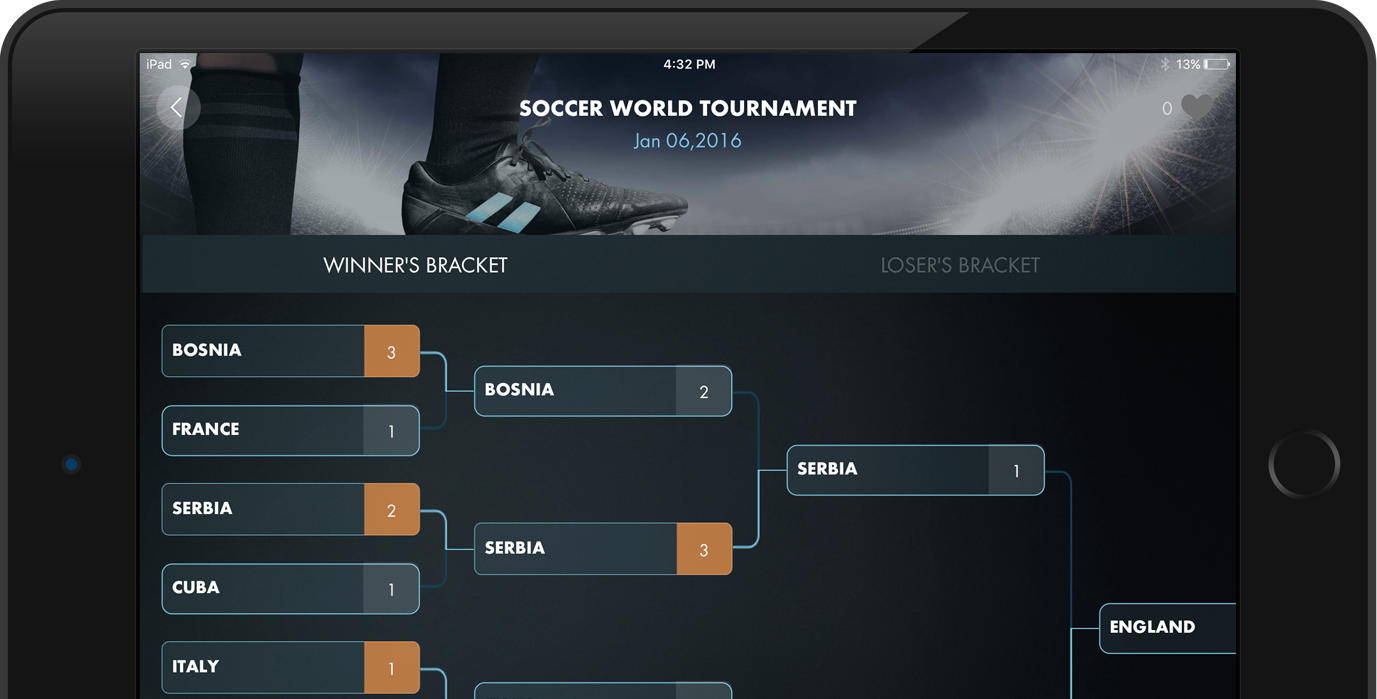 iPad 4:32 PM 13%
SOCCER WORLD TOURNAMENT 0
Jan 06,2016
WINNER'S BRACKET LOSER'S BRACKET
BOSNIA 3
BOSNIA 2
FRANCE 1
SERBIA 1
SERBIA 2
SERBIA 3
CUBA 1
ENGLAND
ITALY 1